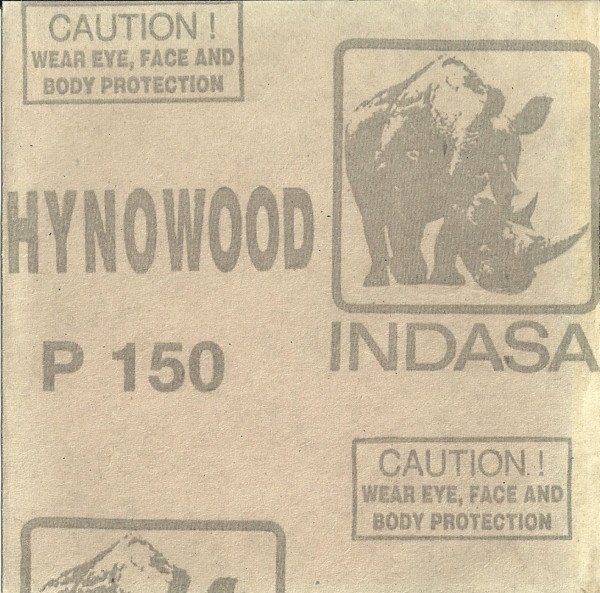 CAUTION !
WEAR EYE, FACE AND
BODY PROTECTION
HYNOWOOD
P 150
INDASA
CAUTION !
WEAR EYE, FACE AND
BODY PROTECTION